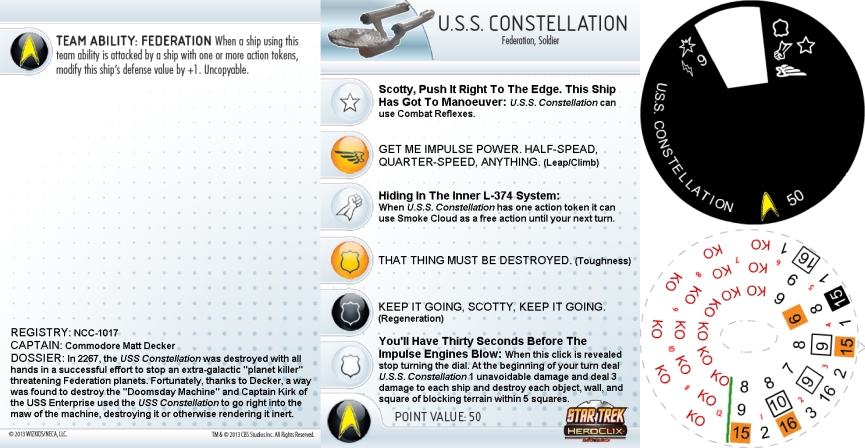 TEAM ABILITY: FEDERATION When a ship using this
team ability is attacked by a ship with one or more action tokens,
modify this ship's defense value by +1. Uncopyable.
REGISTRY: NCC-1017
CAPTAIN: Commodore Matt Decker
DOSSIER: In 2267, the USS Constellation was destroyed with all
hands in a successful effort to stop an extra-galactic "planet killer"
threatening Federation planets. Fortunately, thanks to Decker, a way
was found to destroy the "Doomsday Machine" and Captain Kirk of
the USS Enterprise used the USS Constellation to go right into the
maw of the machine, destroying it or otherwise rendering it inert.
© 2013 WIZKIDS/NECA, LLC.
TM & © 2013 CBS Studios Inc. All Rights Reserved.
U.S.S. CONSTELLATION
Federation, Soldier
Scotty, Push It Right To The Edge. This Ship
Has Got To Manoeuver: U.S.S. Constellation can
use Combat Reflexes.
GET ME IMPULSE POWER. HALF-SPEAD,
QUARTER-SPEED, ANYTHING. (Leap/Climb)
Hiding In The Inner L-374 System:
When U.S.S. Constellation has one action token it can
use Smoke Cloud as a free action until your next turn.
THAT THING MUST BE DESTROYED. (Toughness)
KEEP IT GOING, SCOTTY, KEEP IT GOING.
(Regeneration)
You'll Have Thirty Seconds Before The
Impulse Engines Blow: When this click is revealed
stop turning the dial. At the beginning of your turn deal
U.S.S. Constellation 1 unavoidable damage and deal 3
damage to each ship and destroy each object, wall, and
square of blocking terrain within 5 squares.
POINT VALUE: 50
STAR TREK
HEROCLIX
6
U.S.S. CONSTELLATION
50
KO KO KO KO
KO KO KO KO
KO KO KO KO
KO KO KO KO
1 16
9 1
6 15
6 1
8 9 15
8 9 2
7 16
8 10 3
8 2 16
9 2
15